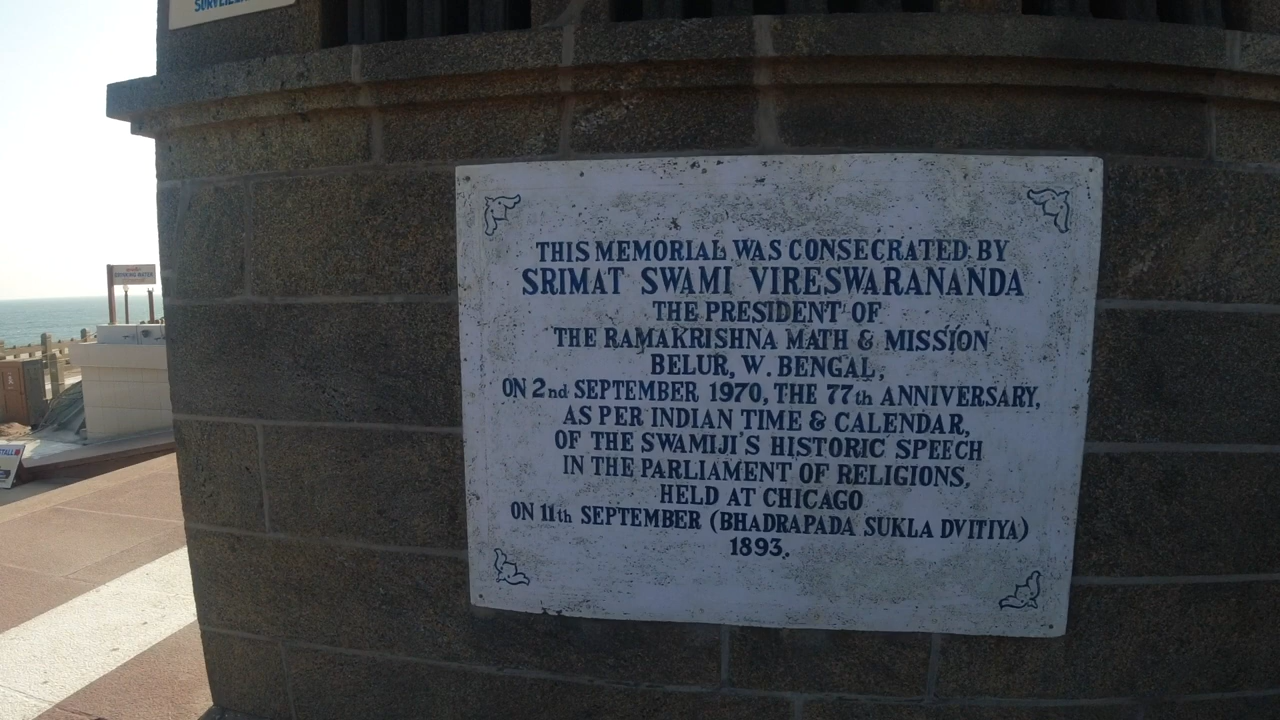 THIS MEMORIAL WAS CONSECRATED BY
SRIMAT SWAMI VIRESWARANANDA
THE PRESIDENT OF
THE RAMAKRISHNA MATH & MISSION
BELUR, W. BENGAL,
ON 2nd SEPTEMBER 1970, THE 77th ANNIVERSARY,
AS PER INDIAN TIME & CALENDAR,
OF THE SWAMIJI'S HISTORIC SPEECH
IN THE PARLIAMENT OF RELIGIONS,
HELD AT CHICAGO
ON 11th SEPTEMBER (BHADRAPADA SUKLA DVITIYA)
1893.
DRINKING WATER